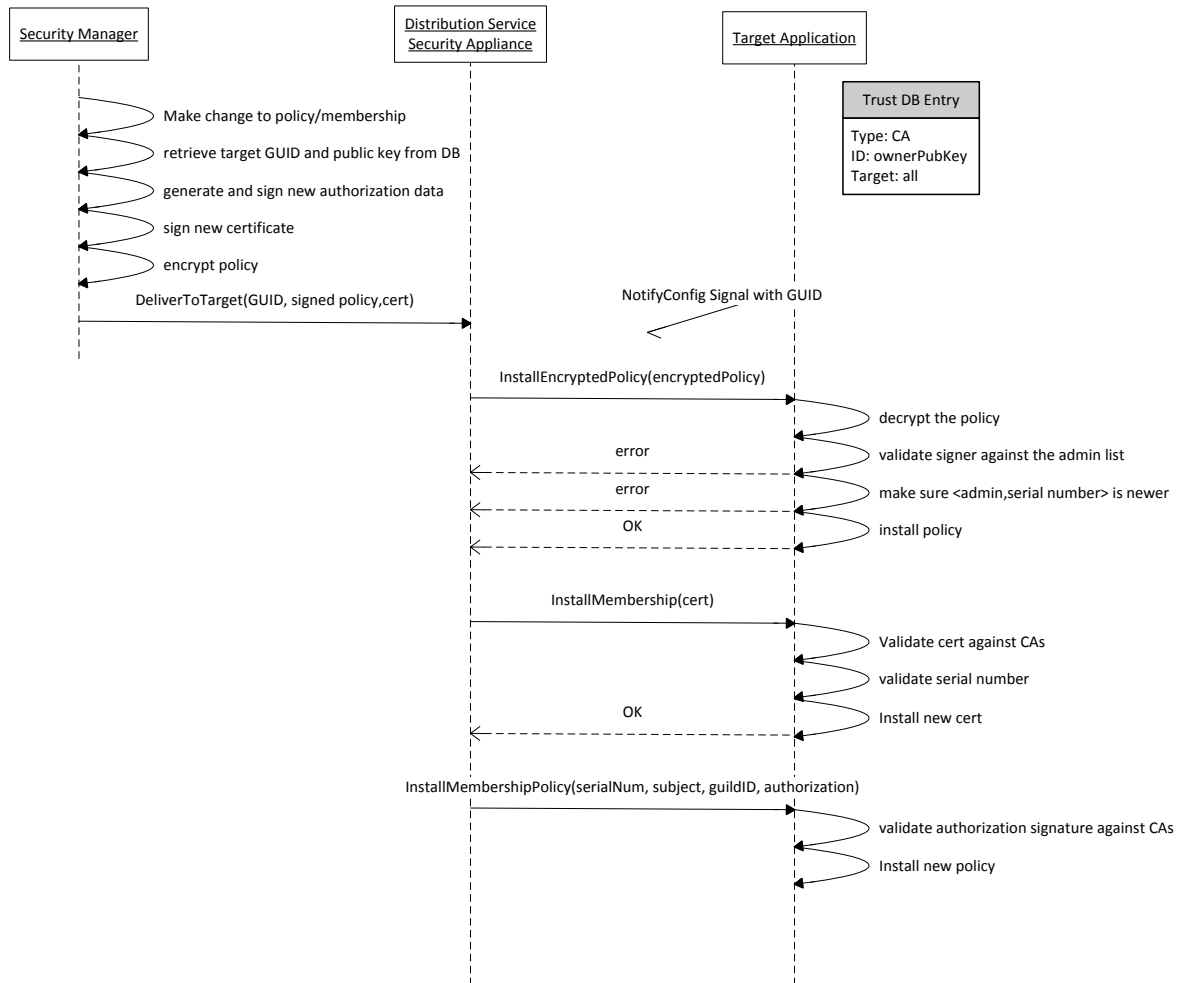 Security Manager
Distribution Service
Security Appliance
Target Application
Trust DB Entry
Type: CA
ID: ownerPubKey
Target: all
Make change to policy/membership
retrieve target GUID and public key from DB
generate and sign new authorization data
sign new certificate
encrypt policy
DeliverToTarget(GUID, signed policy,cert)
NotifyConfig Signal with GUID
InstallEncryptedPolicy(encryptedPolicy)
decrypt the policy
error
validate signer against the admin list
error
make sure <admin,serial number> is newer
OK
install policy
InstallMembership(cert)
Validate cert against CAs
validate serial number
OK
Install new cert
InstallMembershipPolicy(serialNum, subject, guildID, authorization)
validate authorization signature against CAs
Install new policy